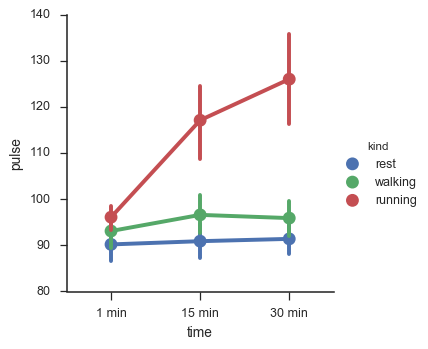 140
130
120
110
100
90
80
pulse
1 min
15 min
30 min
time
kind
rest
walking
running